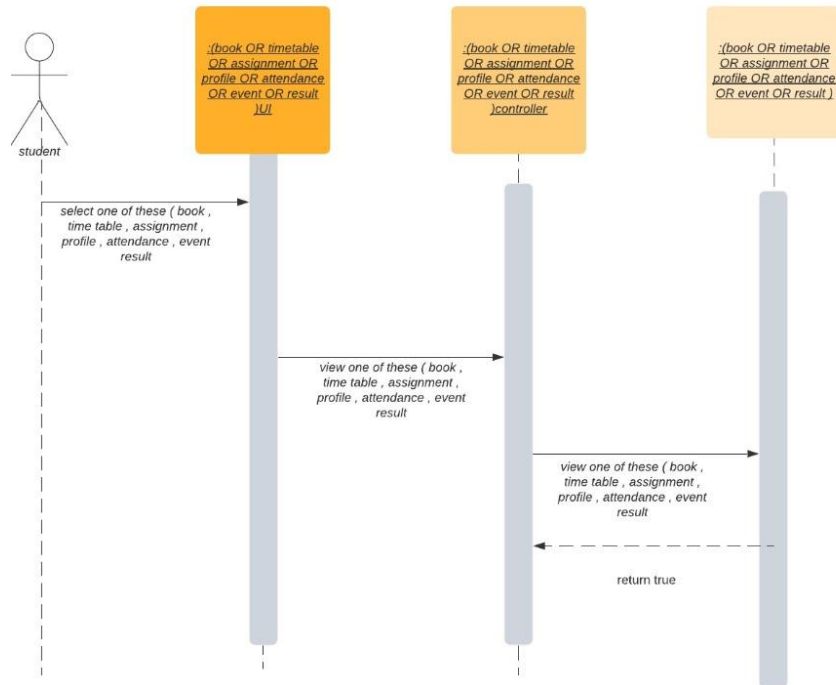 :(book OR timetable
OR assignment OR
profile OR attendance
OR event OR result
)UI
:(book OR timetable
OR assignment OR
profile OR attendance
OR event OR result
)controller
:(book OR timetable
OR assignment OR
profile OR attendance
OR event OR result )
student
select one of these ( book ,
time table , assignment ,
profile , attendance , event
result
view one of these ( book ,
time table , assignment ,
profile , attendance , event
result
view one of these ( book ,
time table , assignment ,
profile , attendance , event
result
return true